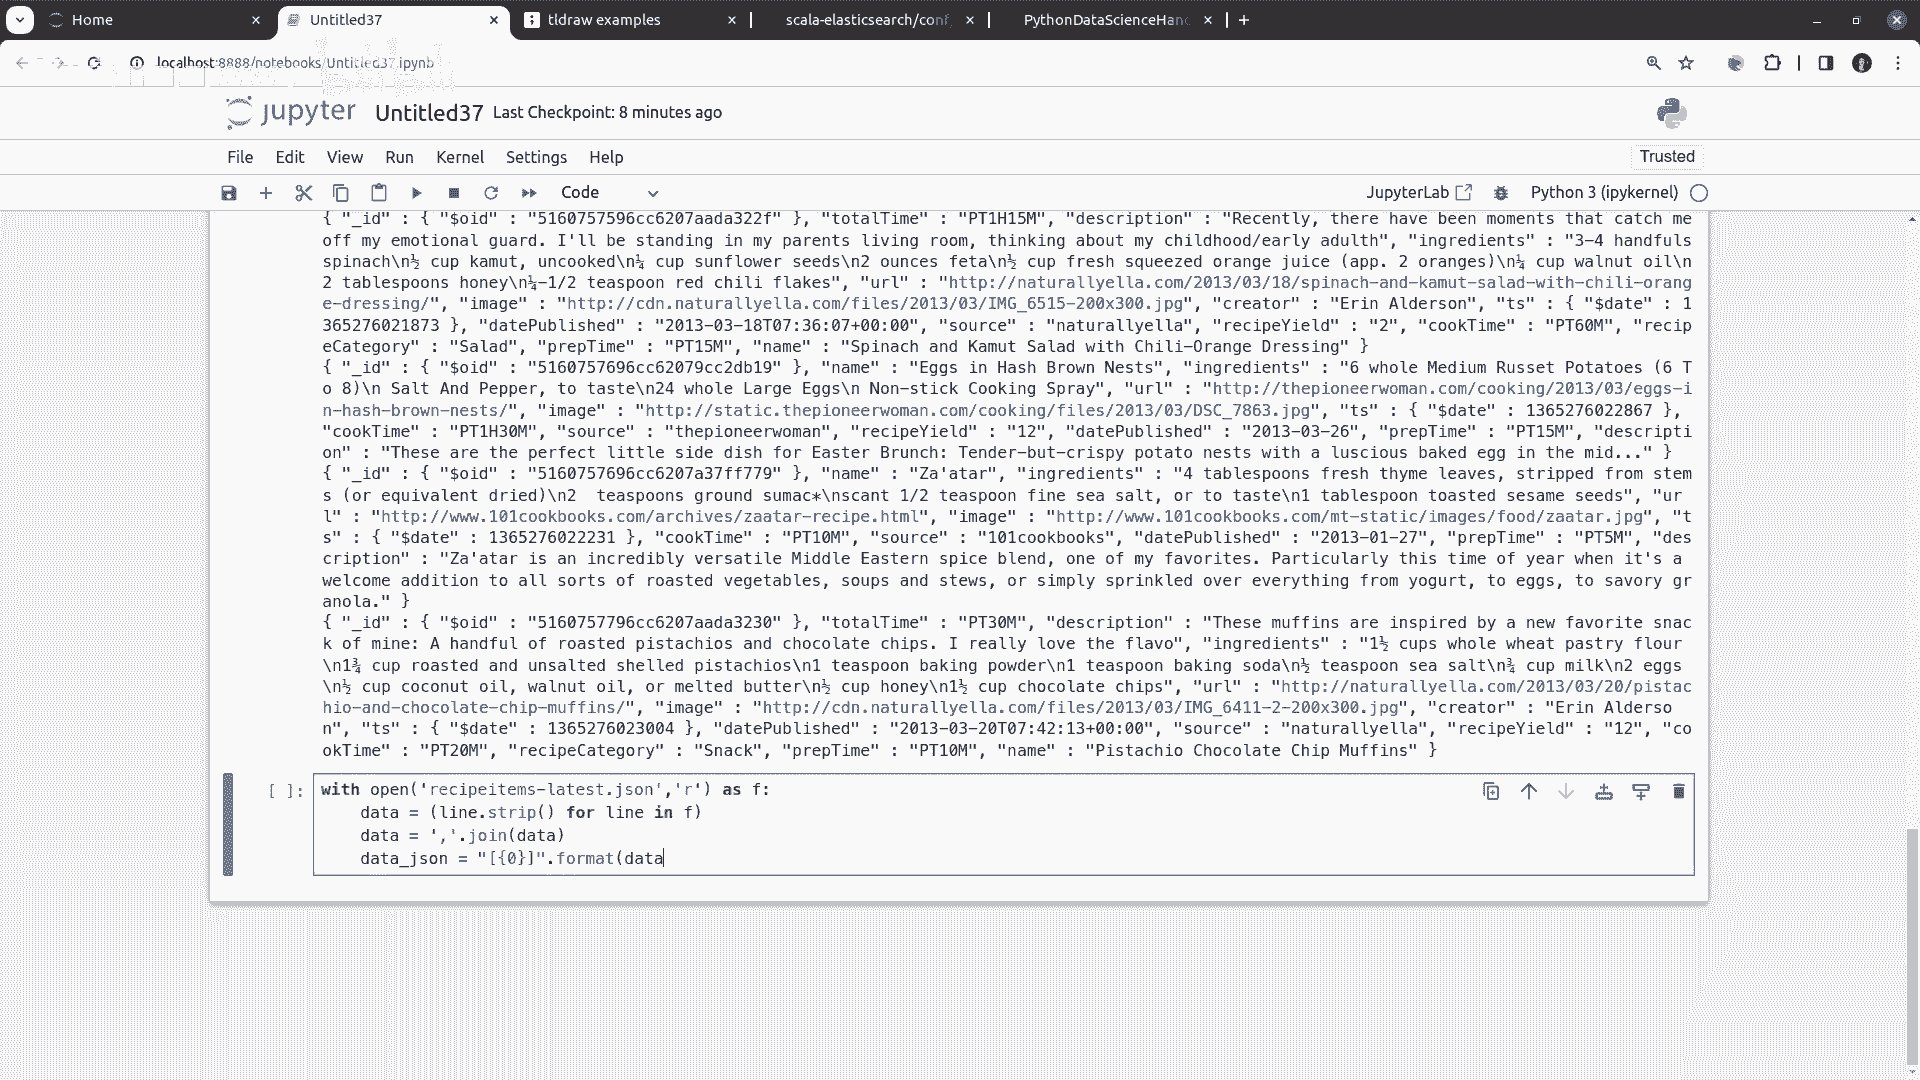 Home
Untitled37
tldraw examples
scala-elasticsearch/conf
PythonDataScienceHan
localhost:8888/notebooks/Untitled37.ipynb
jupyter Untitled37 Last Checkpoint: 8 minutes ago
File Edit View Run Kernel Settings Help Trusted
Code JupyterLab Python 3 (ipykernel)
{ "_id" : { "$oid" : "5160757596cc6207aada322f" }, "totalTime" : "PT1H15M", "description" : "Recently, there have been moments that catch me
off my emotional guard. I'll be standing in my parents living room, thinking about my childhood/early adulth", "ingredients" : "3-4 handfuls
spinach\n½ cup kamut, uncooked\n¼ cup sunflower seeds\n2 ounces feta\n½ cup fresh squeezed orange juice (app. 2 oranges)\n¼ cup walnut oil\n
2 tablespoons honey\n¼-1/2 teaspoon red chili flakes", "url" : "http://naturallyella.com/2013/03/18/spinach-and-kamut-salad-with-chili-orang
e-dressing/", "image" : "http://cdn.naturallyella.com/files/2013/03/IMG_6515-200x300.jpg", "creator" : "Erin Alderson", "ts" : { "$date" : 1
365276021873 }, "datePublished" : "2013-03-18T07:36:07+00:00", "source" : "naturallyella", "recipeYield" : "2", "cookTime" : "PT60M", "recip
eCategory" : "Salad", "prepTime" : "PT15M", "name" : "Spinach and Kamut Salad with Chili-Orange Dressing" }
{ "_id" : { "$oid" : "5160757696cc62079cc2db19" }, "name" : "Eggs in Hash Brown Nests", "ingredients" : "6 whole Medium Russet Potatoes (6 T
o 8)\n Salt And Pepper, to taste\n24 whole Large Eggs\n Non-stick Cooking Spray", "url" : "http://thepioneerwoman.com/cooking/2013/03/eggs-i
n-hash-brown-nests/", "image" : "http://static.thepioneerwoman.com/cooking/files/2013/03/DSC_7863.jpg", "ts" : { "$date" : 1365276022867 },
"cookTime" : "PT1H30M", "source" : "thepioneerwoman", "recipeYield" : "12", "datePublished" : "2013-03-26", "prepTime" : "PT15M", "descripti
on" : "These are the perfect little side dish for Easter Brunch: Tender-but-crispy potato nests with a luscious baked egg in the mid..." }
{ "_id" : { "$oid" : "5160757696cc6207a37ff779" }, "name" : "Za'atar", "ingredients" : "4 tablespoons fresh thyme leaves, stripped from stem
s (or equivalent dried)\n2  teaspoons ground sumac*\nscant 1/2 teaspoon fine sea salt, or to taste\n1 tablespoon toasted sesame seeds", "ur
l" : "http://www.101cookbooks.com/archives/zaatar-recipe.html", "image" : "http://www.101cookbooks.com/mt-static/images/food/zaatar.jpg", "t
s" : { "$date" : 1365276022231 }, "cookTime" : "PT10M", "source" : "101cookbooks", "datePublished" : "2013-01-27", "prepTime" : "PT5M", "des
cription" : "Za'atar is an incredibly versatile Middle Eastern spice blend, one of my favorites. Particularly this time of year when it's a
welcome addition to all sorts of roasted vegetables, soups and stews, or simply sprinkled over everything from yogurt, to eggs, to savory gr
anola." }
{ "_id" : { "$oid" : "5160757796cc6207aada3230" }, "totalTime" : "PT30M", "description" : "These muffins are inspired by a new favorite snac
k of mine: A handful of roasted pistachios and chocolate chips. I really love the flavo", "ingredients" : "1½ cups whole wheat pastry flour
\n1¾ cup roasted and unsalted shelled pistachios\n1 teaspoon baking powder\n1 teaspoon baking soda\n½ teaspoon sea salt\n¾ cup milk\n2 eggs
\n½ cup coconut oil, walnut oil, or melted butter\n½ cup honey\n1½ cup chocolate chips", "url" : "http://naturallyella.com/2013/03/20/pistac
hio-and-chocolate-chip-muffins/", "image" : "http://cdn.naturallyella.com/files/2013/03/IMG_6411-2-200x300.jpg", "creator" : "Erin Alderso
n", "ts" : { "$date" : 1365276023004 }, "datePublished" : "2013-03-20T07:42:13+00:00", "source" : "naturallyella", "recipeYield" : "12", "co
okTime" : "PT20M", "recipeCategory" : "Snack", "prepTime" : "PT10M", "name" : "Pistachio Chocolate Chip Muffins" }
[ ]: with open('recipeitems-latest.json','r') as f:
data = (line.strip() for line in f)
data = ','.join(data)
data_json = "[{0}]".format(data